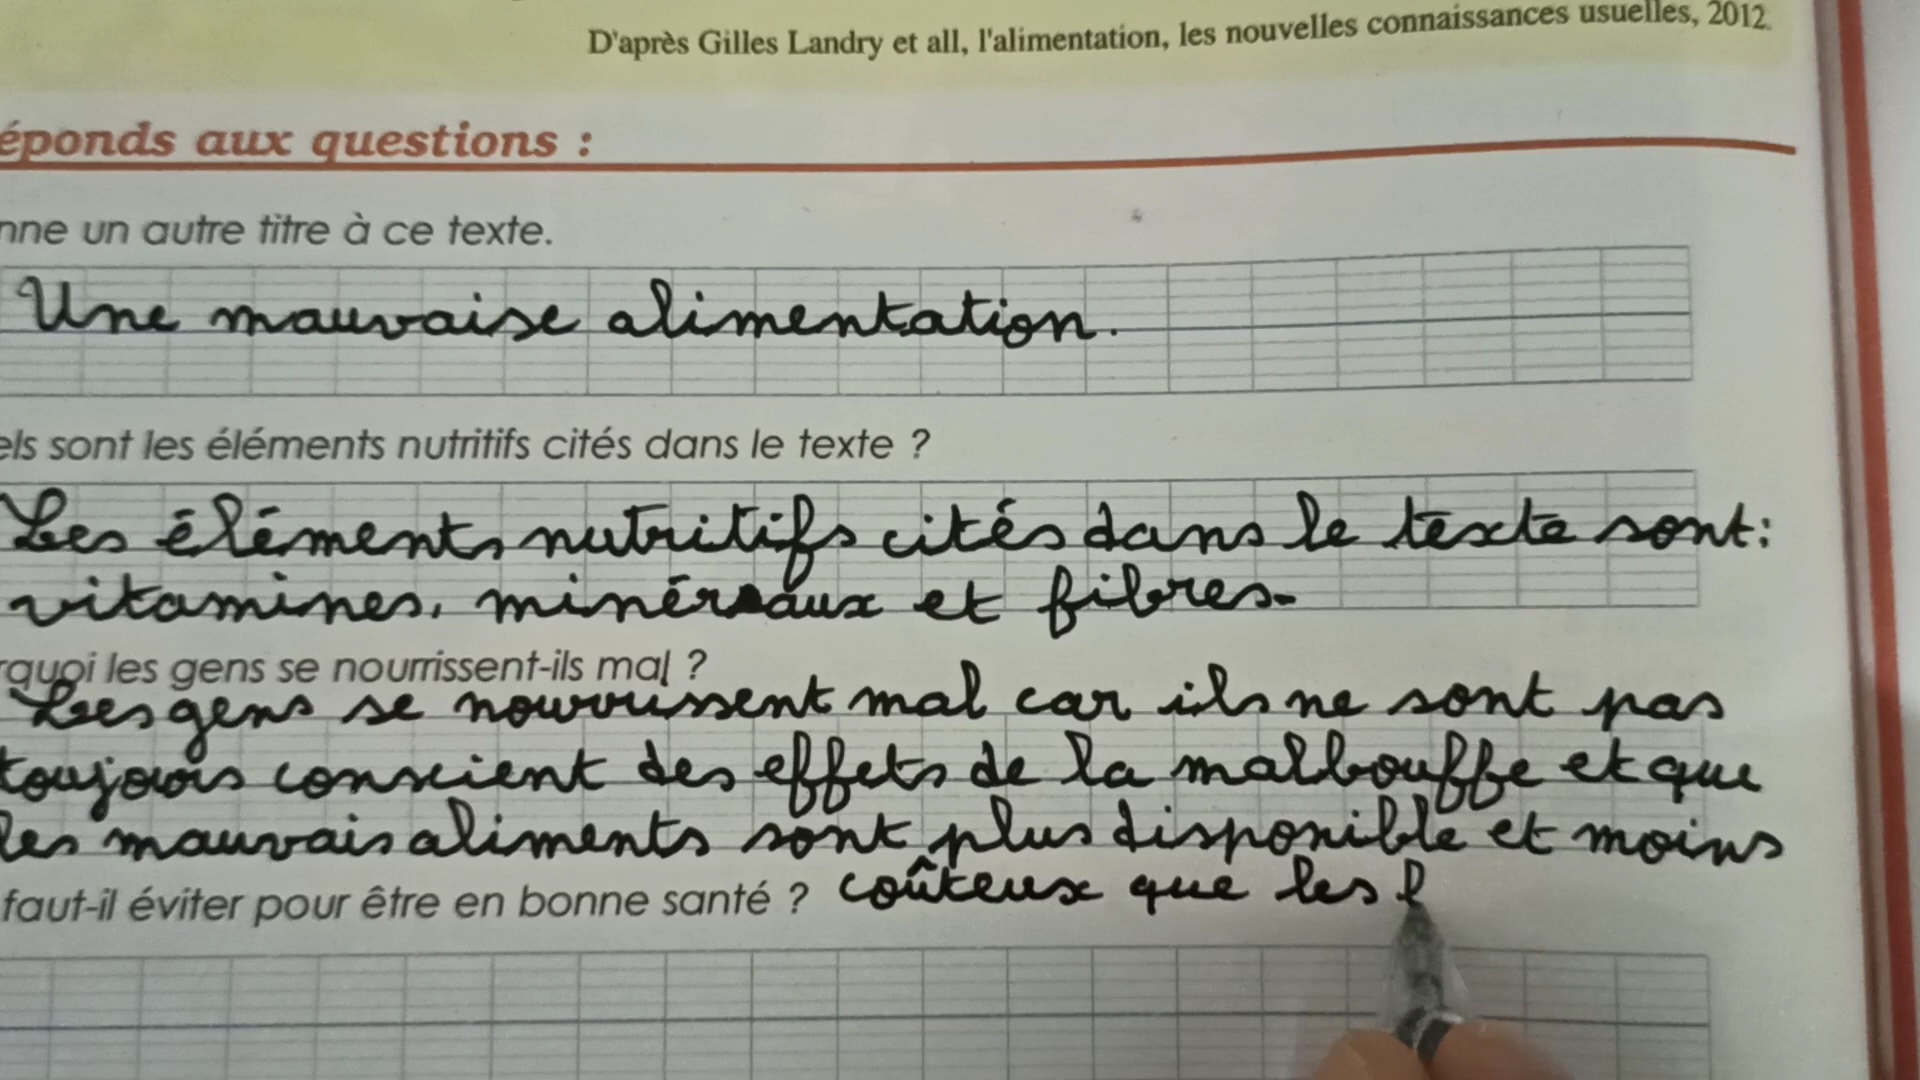 D'après Gilles Landry et all, l'alimentation, les nouvelles connaissances usuelles, 2012.
éponds aux questions :
nne un autre titre à ce texte.
Une mauvaise alimentation.
els sont les éléments nutritifs cités dans le texte ?
Les éléments nutritifs cités dans le texte sont:
vitamines, minéraux et fibres.
rquoi les gens se nourrissent-ils mal ?
Les gens se nourrissent mal car ils ne sont pas
toujours conscient des effets de la malbouffe et que
les mauvais aliments sont plus disponible et moins
faut-il éviter pour être en bonne santé ? coûteux que les